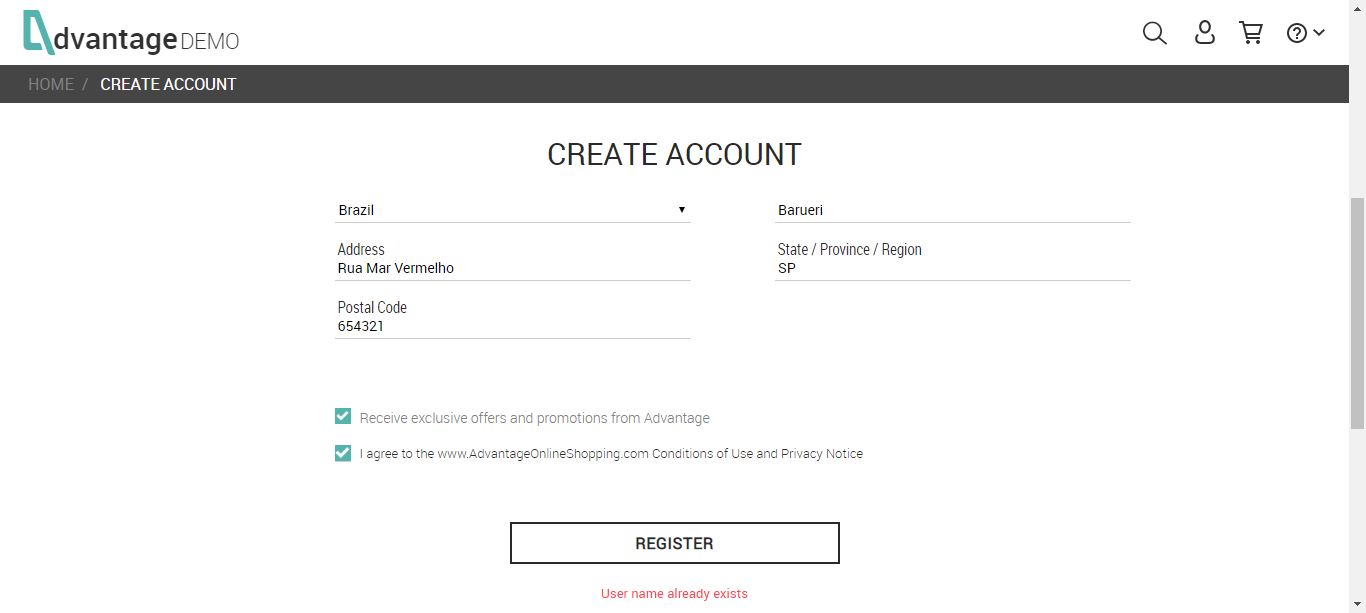 dvantage DEMO
HOME / CREATE ACCOUNT
CREATE ACCOUNT
Brazil
Barueri
Address
Rua Mar Vermelho
State / Province / Region
SP
Postal Code
654321
Receive exclusive offers and promotions from Advantage
I agree to the www.AdvantageOnlineShopping.com Conditions of Use and Privacy Notice
REGISTER
User name already exists